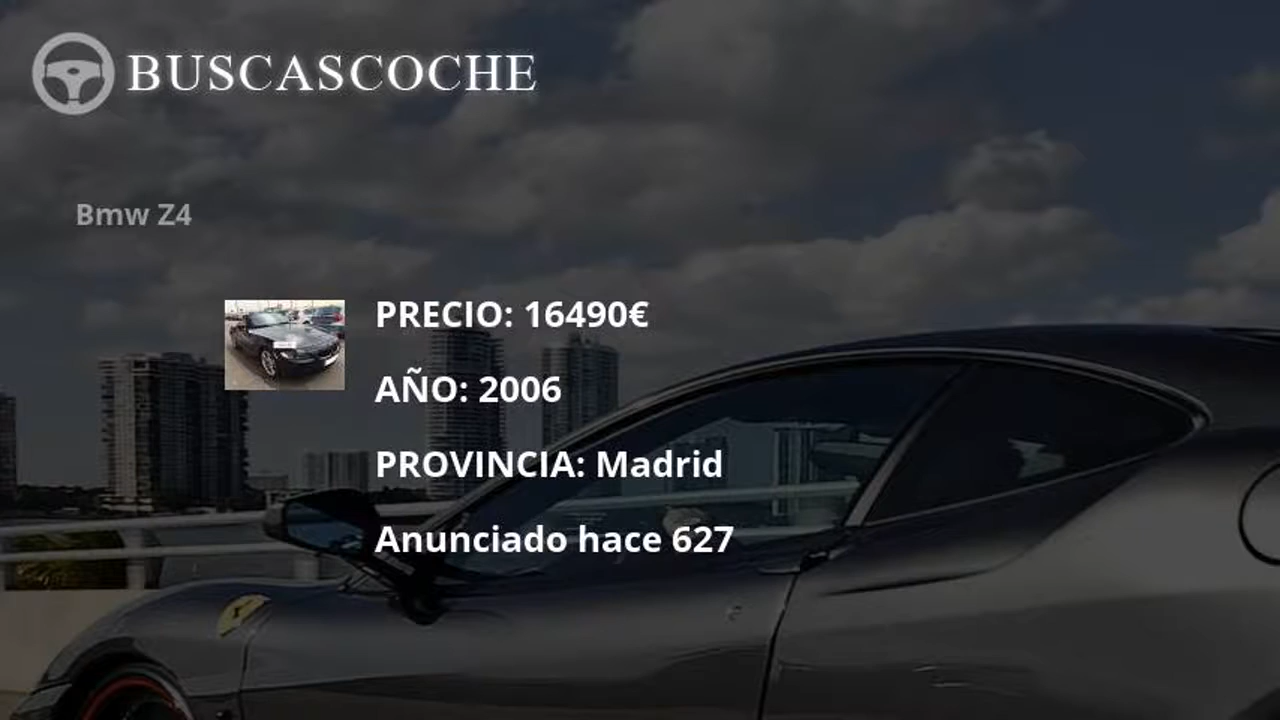 BUSCASCOCHE
Bmw Z4
PRECIO: 16490€
AÑO: 2006
PROVINCIA: Madrid
Anunciado hace 627